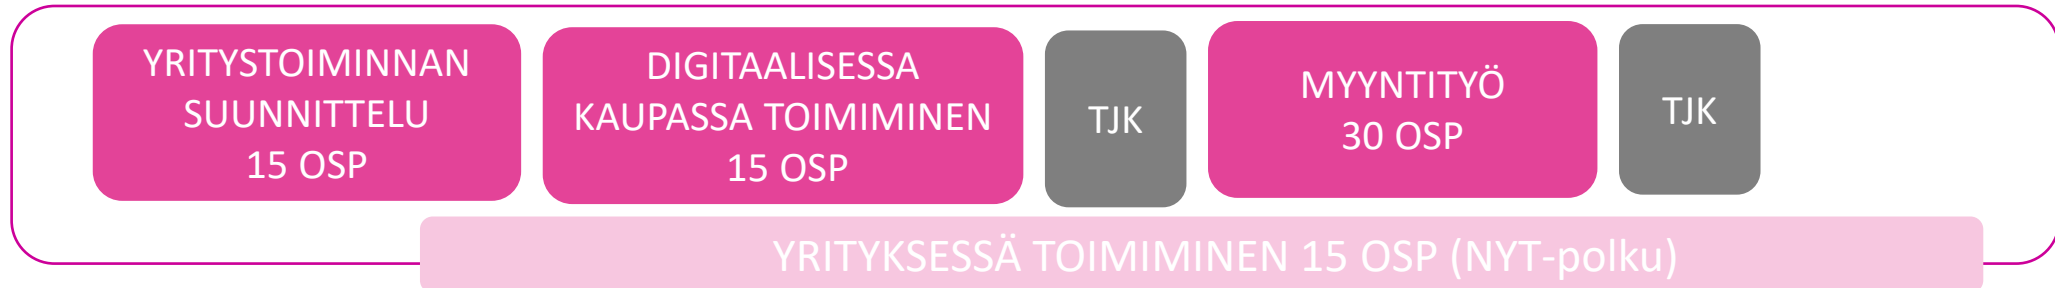 YRITYSTOIMINNAN
SUUNNITTELU
15 OSP
DIGITAALISESSA
KAUPASSA TOIMIMINEN
15 OSP
TJK
MYYNTITYÖ
30 OSP
TJK
YRITYKSESSÄ TOIMIMINEN 15 OSP (NYT-polku)